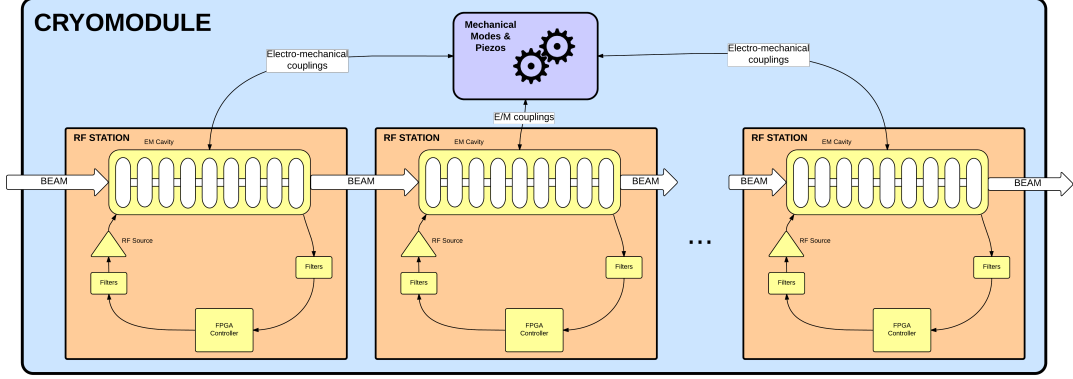 CRYOMODULE
Mechanical
Modes &
Piezos
Electro-mechanical
couplings
Electro-mechanical
couplings
E/M couplings
RF STATION
EM Cavity
BEAM
RF Source
Filters
Filters
FPGA
Controller
RF STATION
EM Cavity
BEAM
RF Source
Filters
Filters
FPGA
Controller
BEAM
...
RF STATION
EM Cavity
BEAM
RF Source
Filters
Filters
FPGA
Controller
BEAM